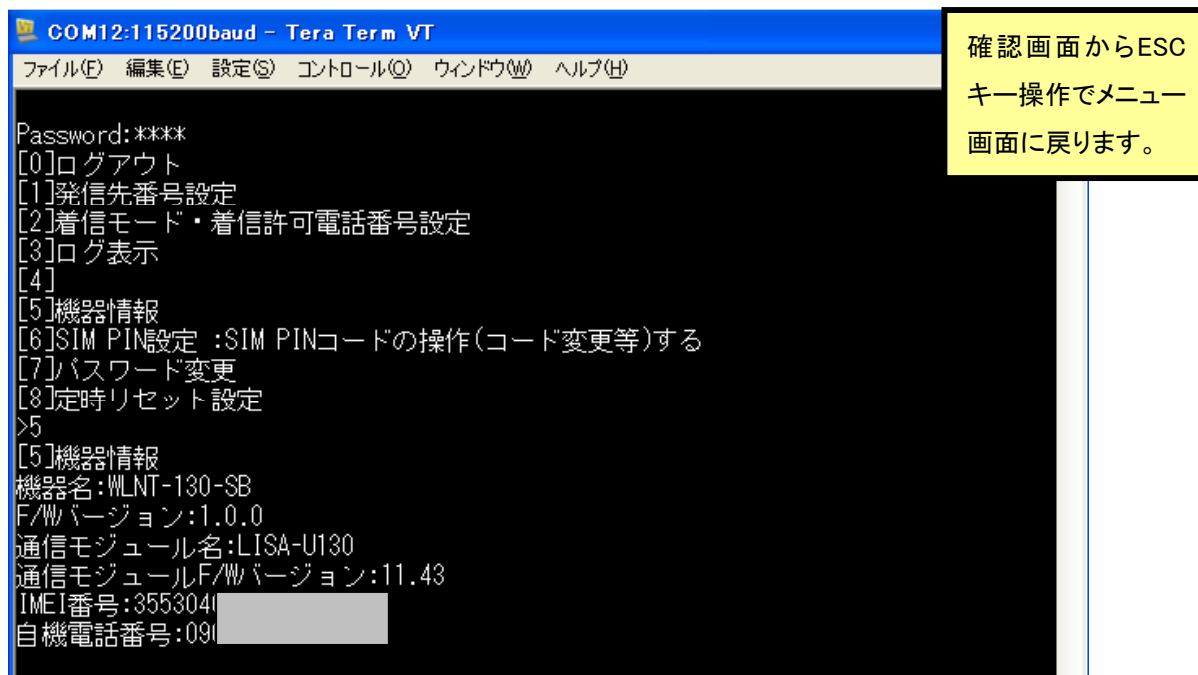 COM12:115200baud - Tera Term VT
ファイル(F) 編集(E) 設定(S) コントロール(O) ウィンドウ(W) ヘルプ(H)
確認画面からESC
キー操作でメニュー
画面に戻ります。
Password:****
[0]ログアウト
[1]発信先番号設定
[2]着信モード・着信許可電話番号設定
[3]ログ表示
[4]
[5]機器情報
[6]SIM PIN設定 :SIM PINコードの操作(コード変更等)する
[7]パスワード変更
[8]定時リセット設定
>5
[5]機器情報
機器名:WLNT-130-SB
F/Wバージョン:1.0.0
通信モジュール名:LISA-U130
通信モジュールF/Wバージョン:11.43
IMEI番号:3553040
自機電話番号:090